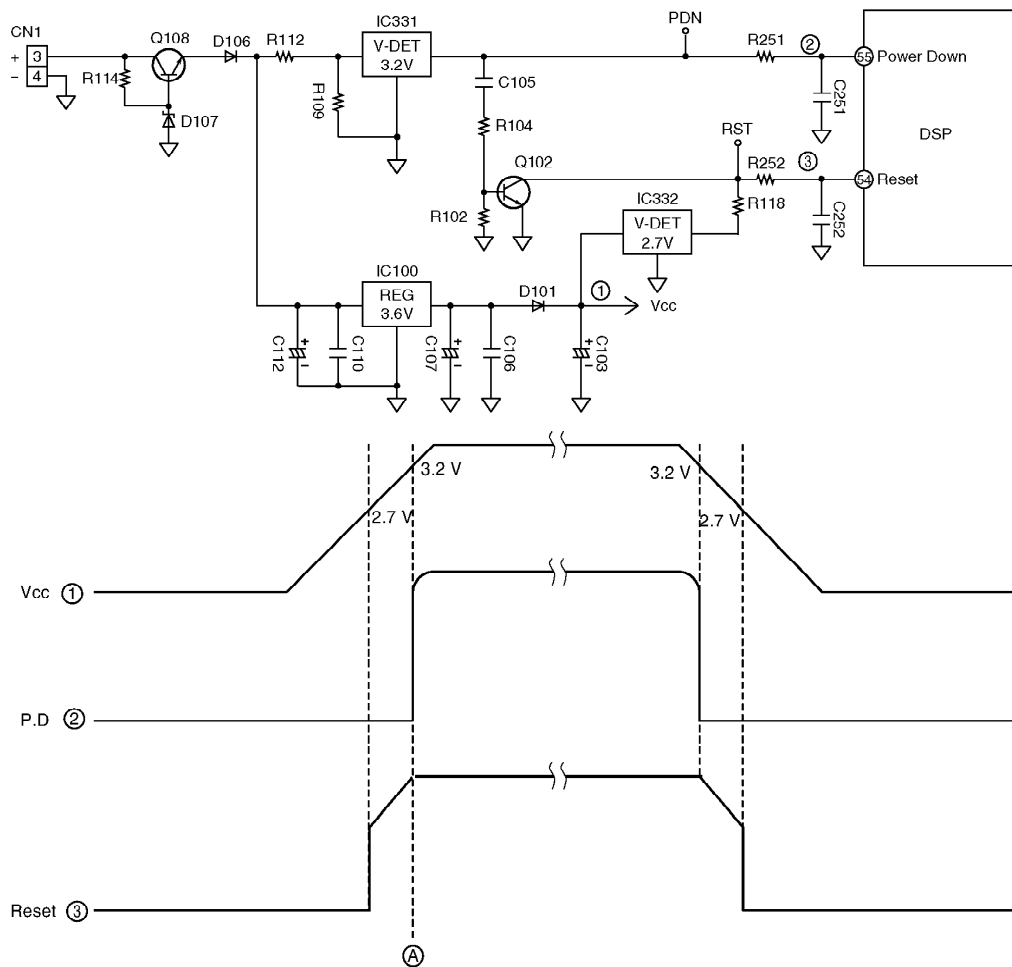 CN1
+ 3
− 4
R114
Q108
D107
D106
R112
R109
IC331
V-DET
3.2V
C105
R104
R102
Q102
PDN
R251
②
C251
55 Power Down
DSP
RST
R252
③
54 Reset
R118
C252
IC332
V-DET
2.7V
IC100
REG
3.6V
D101
①
Vcc
C112
+
−
C110
C107
+
−
C106
C103
+
−
3.2 V
3.2 V
2.7 V
2.7 V
Vcc ①
P.D ②
Reset ③
Ⓐ